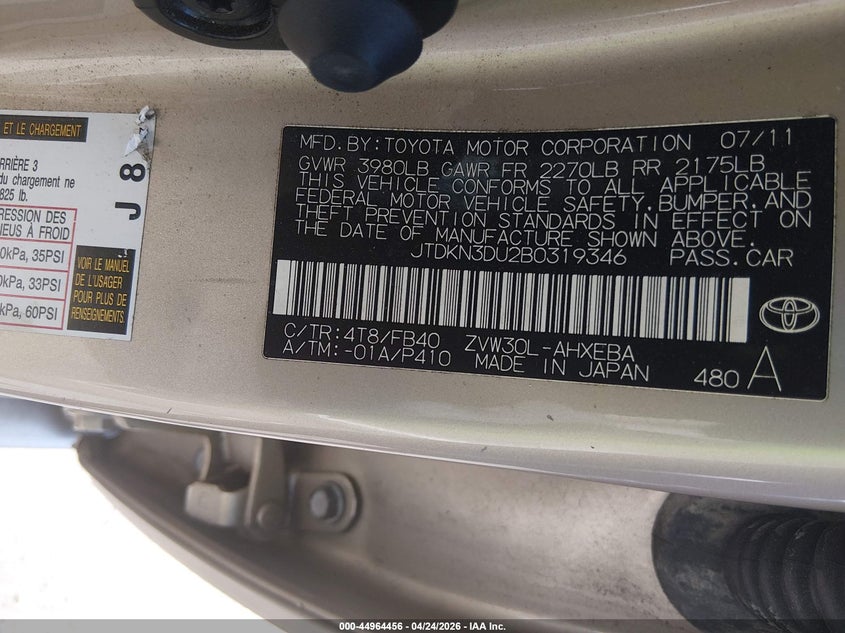 ET LE CHARGEMENT
RRIÈRE 3
du chargement ne
825 lb.
RESSION DES
NEUS À FROID
0kPa, 35PSI
0kPa, 33PSI
kPa, 60PSI
VOIR LE MANUEL
DE L'USAGER
POUR PLUS DE
RENSEIGNEMENTS.
J 8
MFD.BY:TOYOTA MOTOR CORPORATION 07/11
GVWR 3980LB GAWR FR 2270LB RR 2175LB
THIS VEHICLE CONFORMS TO ALL APPLICABLE
FEDERAL MOTOR VEHICLE SAFETY,BUMPER,AND
THEFT PREVENTION STANDARDS IN EFFECT ON
THE DATE OF MANUFACTURE SHOWN ABOVE.
JTDKN3DU2B0319346 PASS.CAR
C/TR:4T8/FB40 ZVW30L-AHXEBA
A/TM:-01A/P410 MADE IN JAPAN
480 A
000-44964456 - 04/24/2026 - IAA Inc.